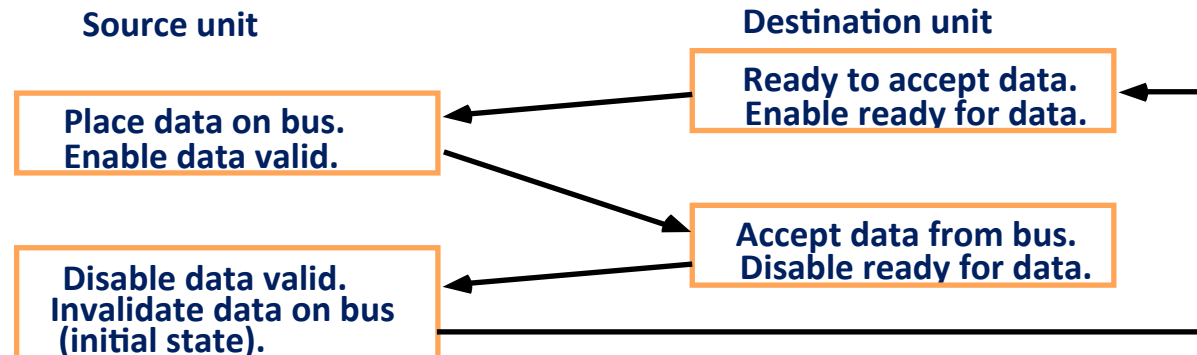 Source unit
Destination unit
Ready to accept data.
Enable ready for data.
Place data on bus.
Enable data valid.
Accept data from bus.
Disable ready for data.
Disable data valid.
Invalidate data on bus
(initial state).